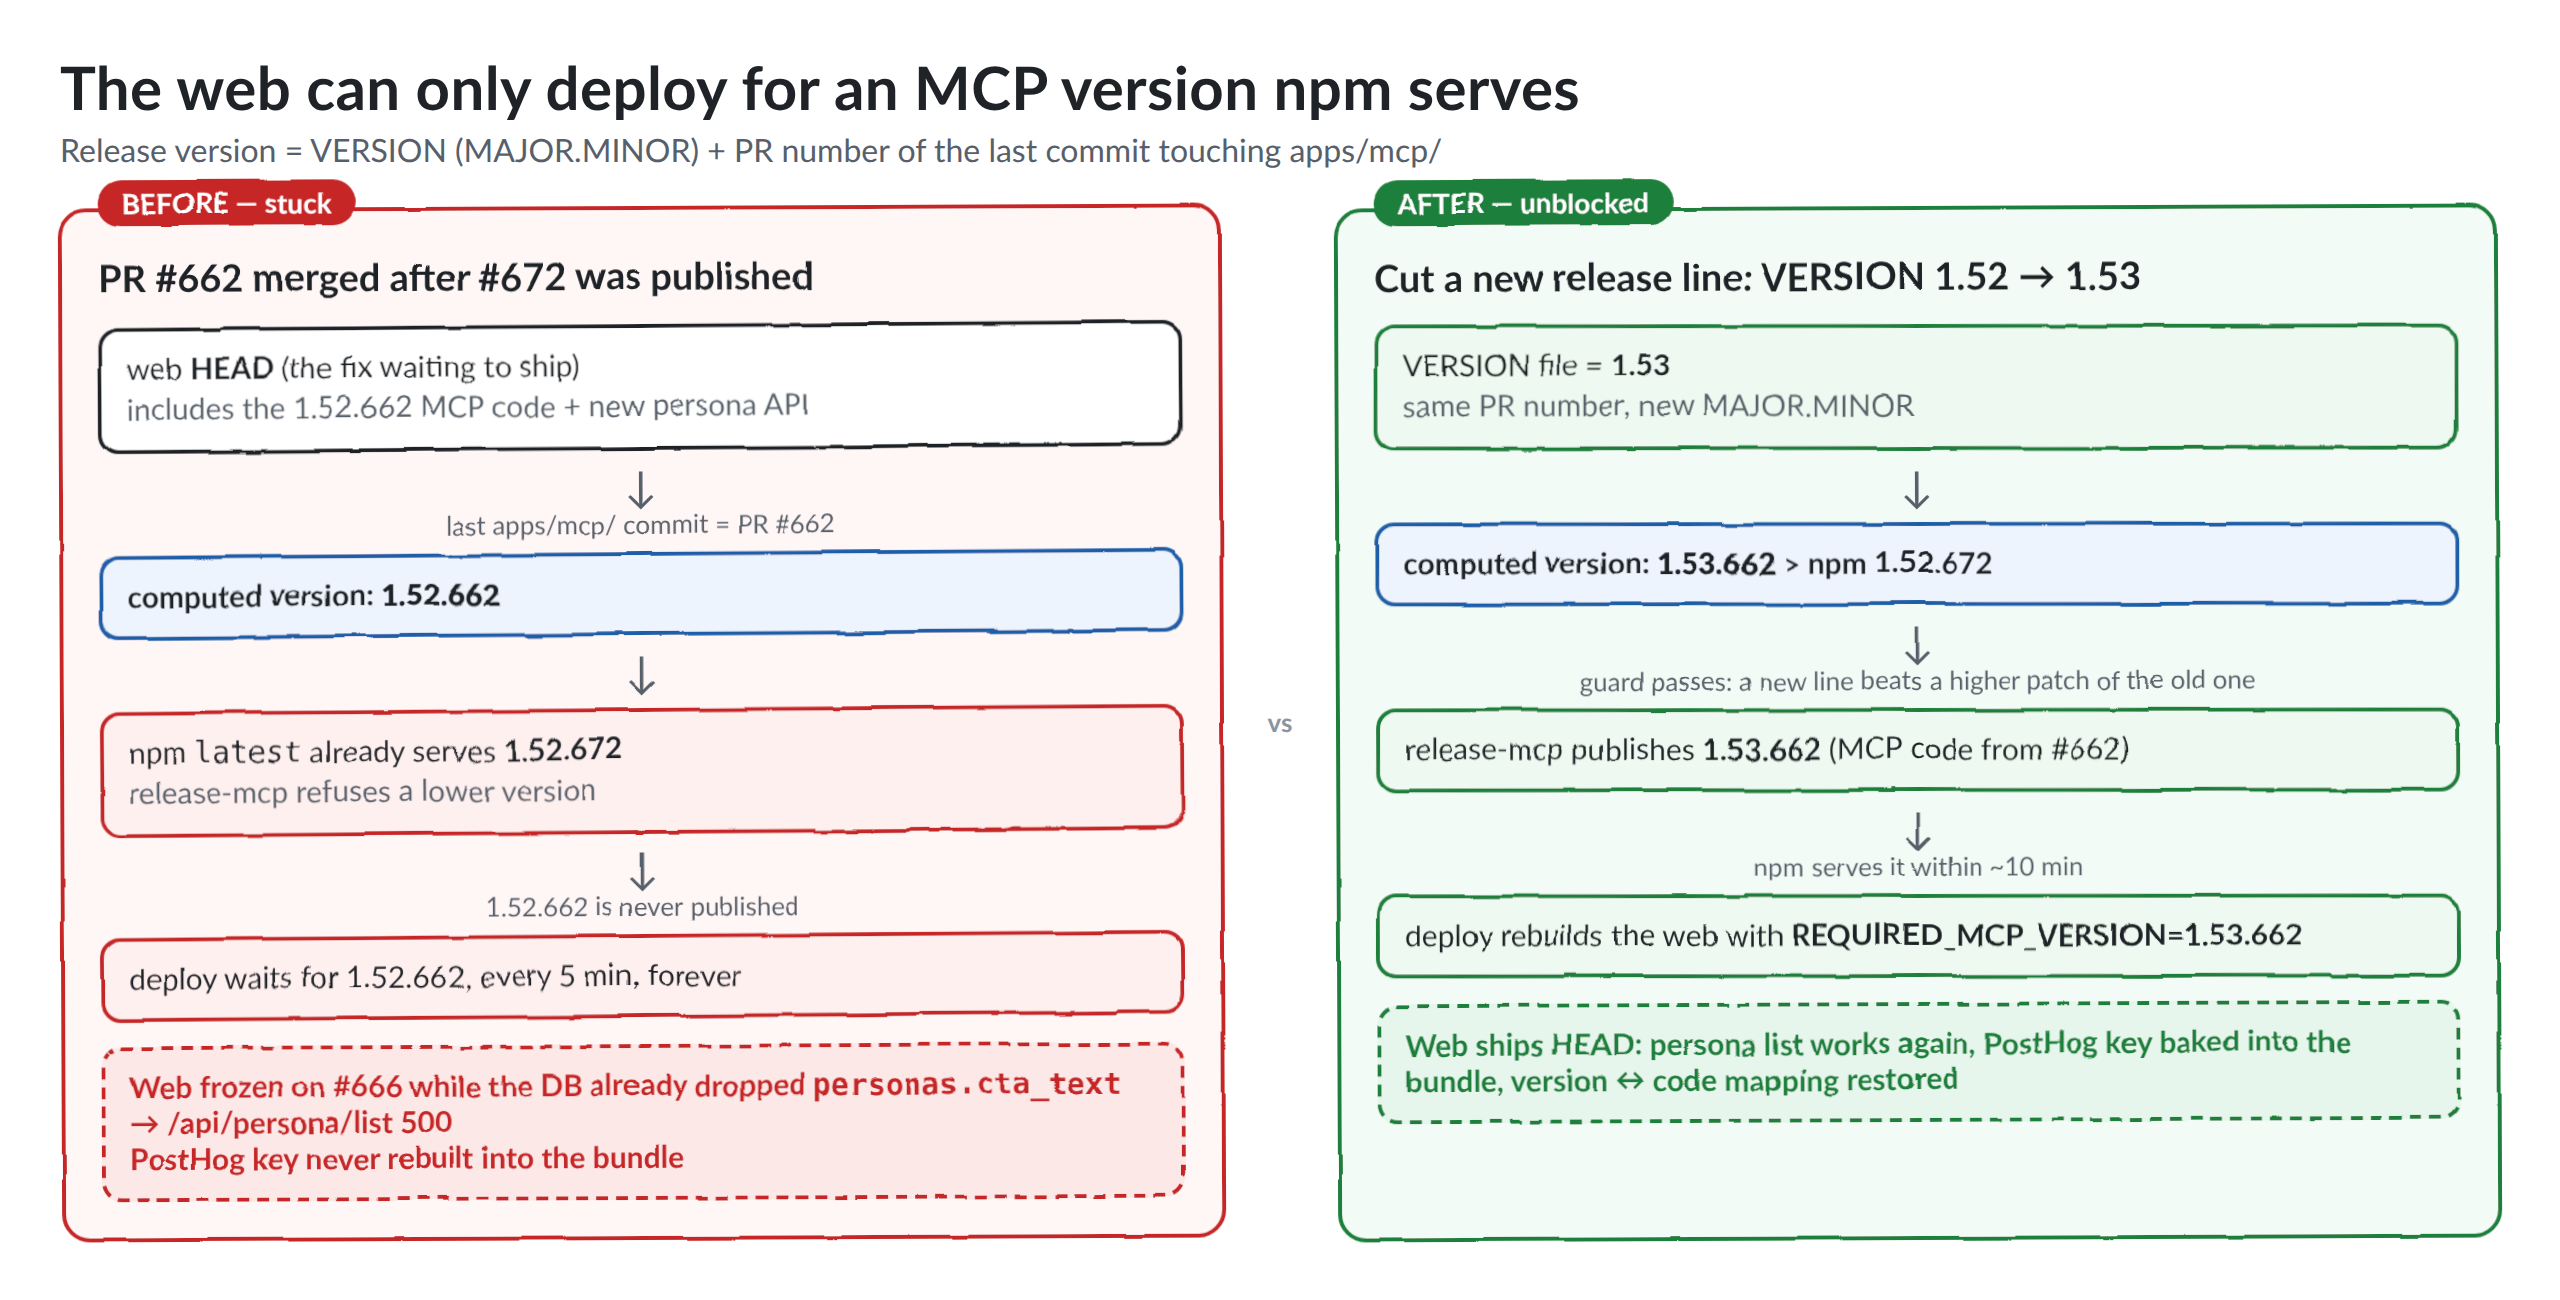 The web can only deploy for an MCP version npm serves
Release version = VERSION (MAJOR.MINOR) + PR number of the last commit touching apps/mcp/
BEFORE — stuck
PR #662 merged after #672 was published
web HEAD (the fix waiting to ship)
includes the 1.52.662 MCP code + new persona API
↓
last apps/mcp/ commit = PR #662
computed version: 1.52.662
↓
npm latest already serves 1.52.672
release-mcp refuses a lower version
↓
1.52.662 is never published
deploy waits for 1.52.662, every 5 min, forever
Web frozen on #666 while the DB already dropped personas.cta_text
→ /api/persona/list 500
PostHog key never rebuilt into the bundle
vs
AFTER — unblocked
Cut a new release line: VERSION 1.52 → 1.53
VERSION file = 1.53
same PR number, new MAJOR.MINOR
↓
computed version: 1.53.662 > npm 1.52.672
↓
guard passes: a new line beats a higher patch of the old one
release-mcp publishes 1.53.662 (MCP code from #662)
↓
npm serves it within ~10 min
deploy rebuilds the web with REQUIRED_MCP_VERSION=1.53.662
Web ships HEAD: persona list works again, PostHog key baked into the
bundle, version ↔ code mapping restored